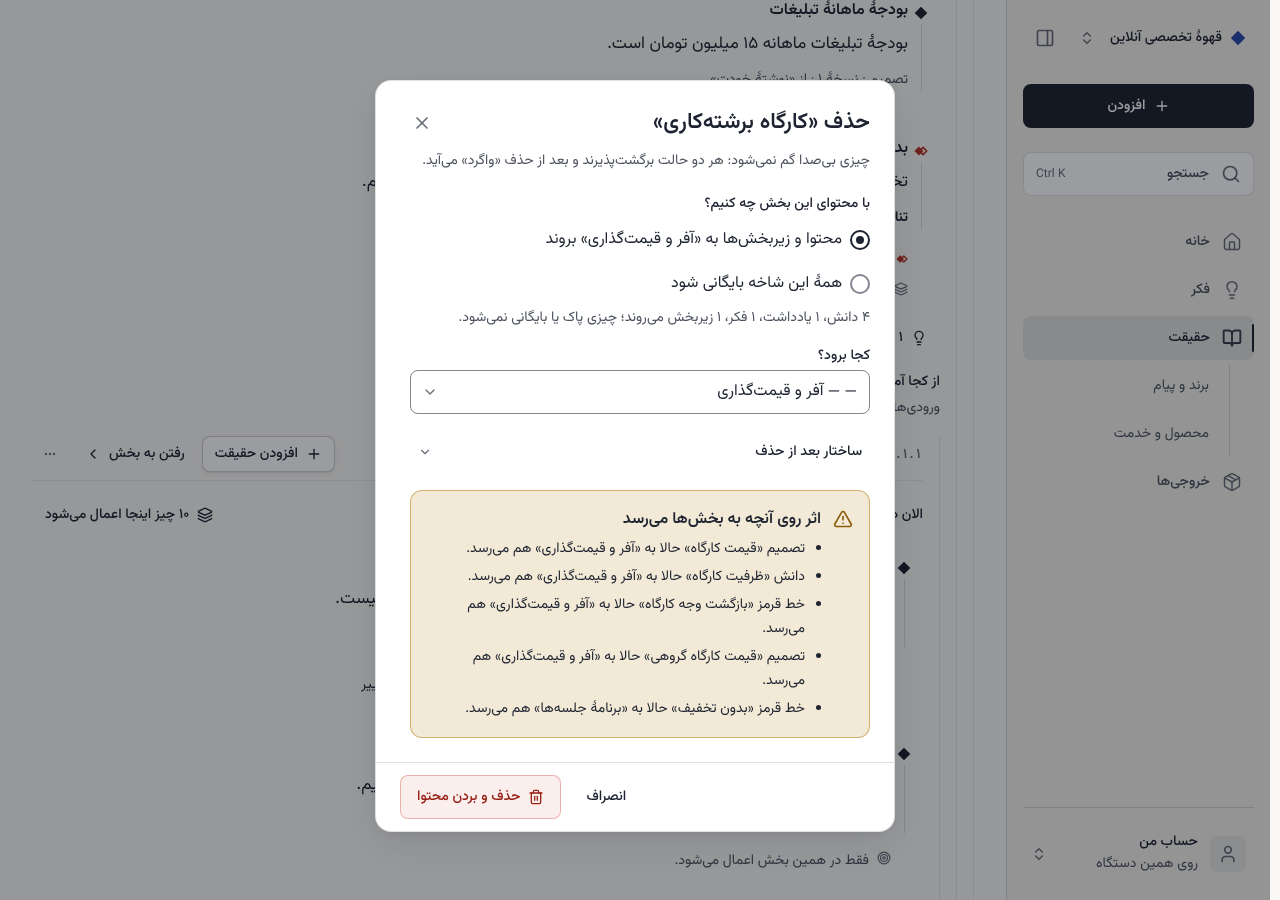 قهوهٔ تخصصی آنلاین
افزودن
جستجو
Ctrl K
خانه
فکر
حقیقت
برند و پیام
محصول و خدمت
خروجی‌ها
حساب من
روی همین دستگاه
بودجهٔ ماهانهٔ تبلیغات
بودجهٔ تبلیغات ماهانه ۱۵ میلیون تومان است.
حذف «کارگاه برشته‌کاری»
چیزی بی‌صدا گم نمی‌شود: هر دو حالت برگشت‌پذیرند و بعد از حذف «واگرد» می‌آید.
با محتوای این بخش چه کنیم؟
محتوا و زیربخش‌ها به «آفر و قیمت‌گذاری» بروند
همهٔ این شاخه بایگانی شود
۴ دانش، ۱ یادداشت، ۱ فکر، ۱ زیربخش می‌روند؛ چیزی پاک یا بایگانی نمی‌شود.
کجا برود؟
— — آفر و قیمت‌گذاری
ساختار بعد از حذف
اثر روی آنچه به بخش‌ها می‌رسد
• تصمیم «قیمت کارگاه» حالا به «آفر و قیمت‌گذاری» هم می‌رسد.
• دانش «ظرفیت کارگاه» حالا به «آفر و قیمت‌گذاری» هم می‌رسد.
• خط قرمز «بازگشت وجه کارگاه» حالا به «آفر و قیمت‌گذاری» هم
می‌رسد.
• تصمیم «قیمت کارگاه گروهی» حالا به «آفر و قیمت‌گذاری» هم
می‌رسد.
• خط قرمز «بدون تخفیف» حالا به «برنامهٔ جلسه‌ها» هم می‌رسد.
انصراف
حذف و بردن محتوا
۱
از کجا
ورودی‌ها
۱.۱.
افزودن حقیقت
رفتن به بخش
الان
۱۰ چیز اینجا اعمال می‌شود
فقط در همین بخش اعمال می‌شود.